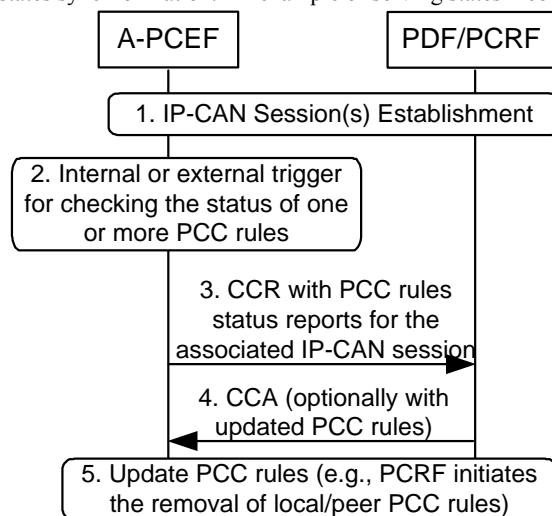 A-PCEF
PDF/PCRF
1. IP-CAN Session(s) Establishment
2. Internal or external trigger
for checking the status of one
or more PCC rules
3. CCR with PCC rules
status reports for the
associated IP-CAN session
4. CCA (optionally with
updated PCC rules)
5. Update PCC rules (e.g., PCRF initiates
the removal of local/peer PCC rules)